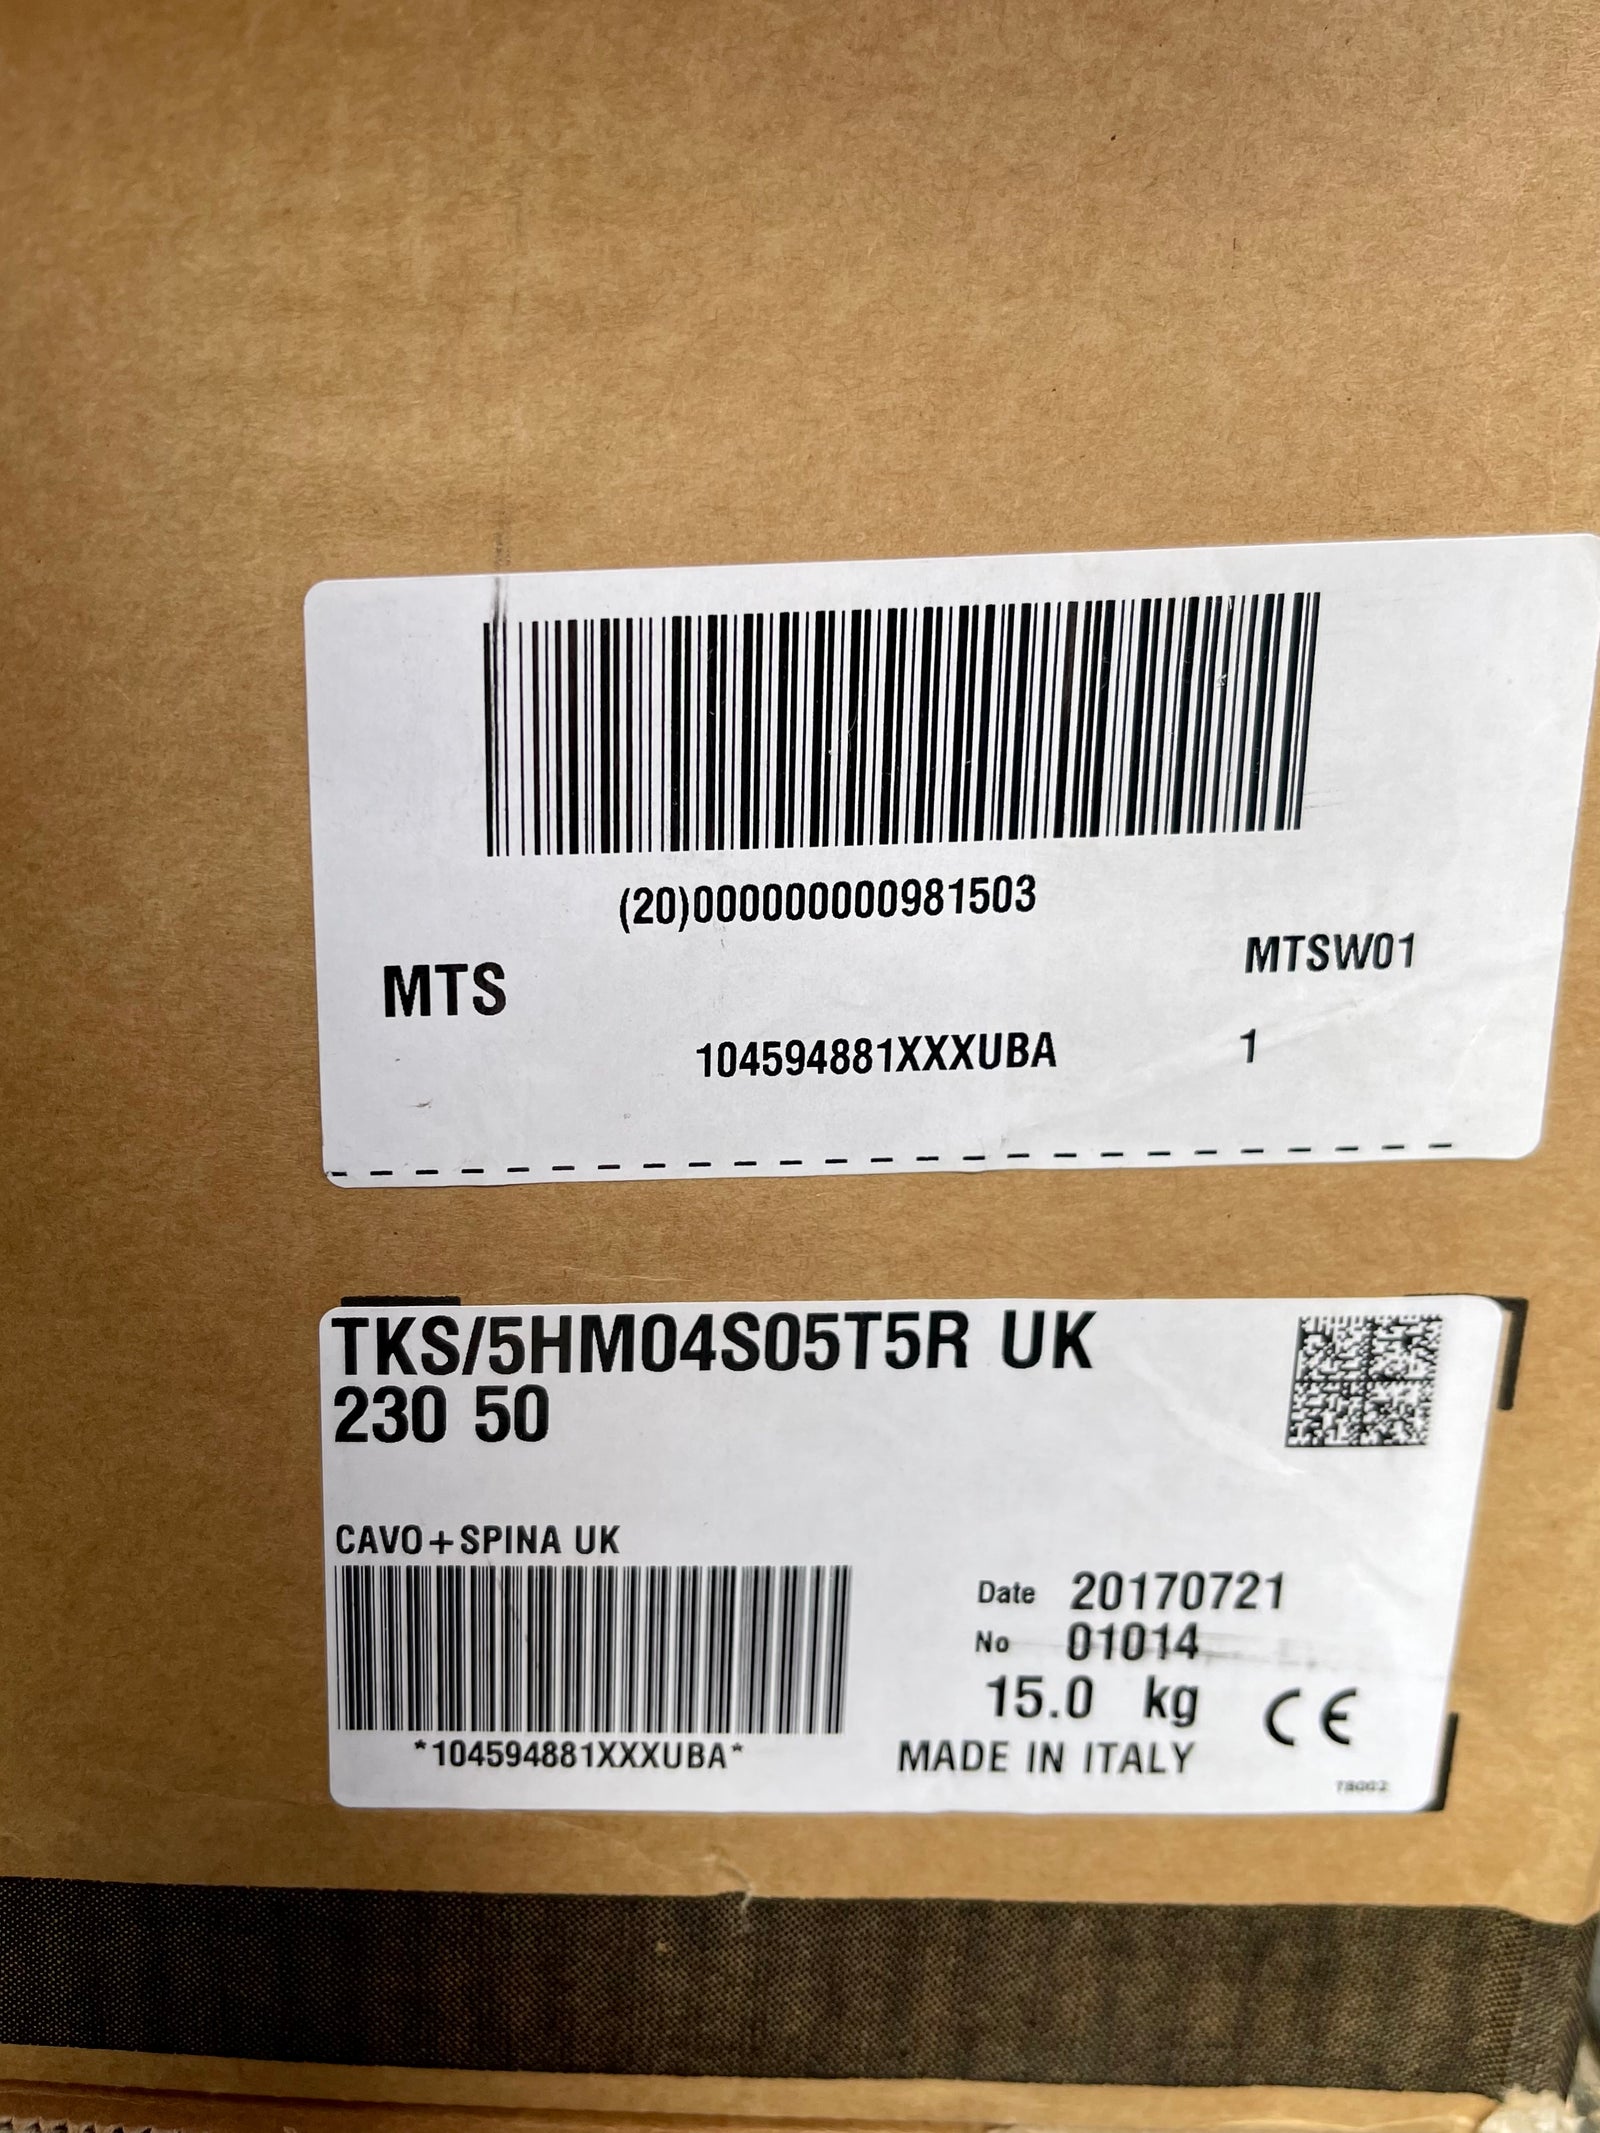 (20)000000000981503
MTS
MTSW01
104594881XXXUBA
1
TKS/5HM04S05T5R UK
230 50
CAVO+SPINA UK
Date 20170721
No 01014
15.0 kg
CE
*104594881XXXUBA*
MADE IN ITALY